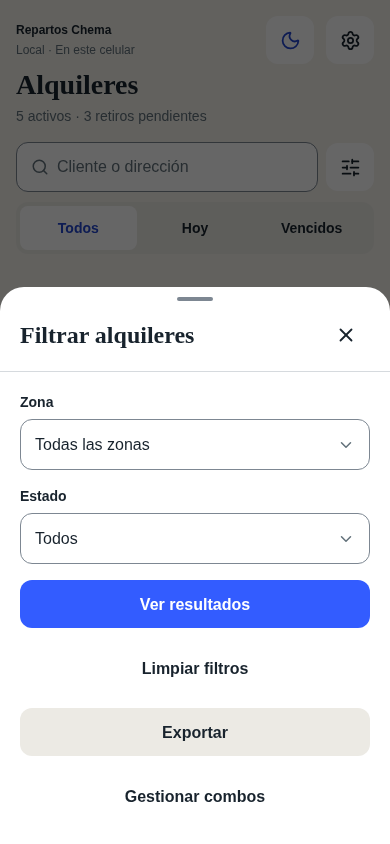 Repartos Chema
Local · En este celular
Alquileres
5 activos · 3 retiros pendientes
Cliente o dirección
Todos
Hoy
Vencidos
Filtrar alquileres
Zona
Todas las zonas
Estado
Todos
Ver resultados
Limpiar filtros
Exportar
Gestionar combos